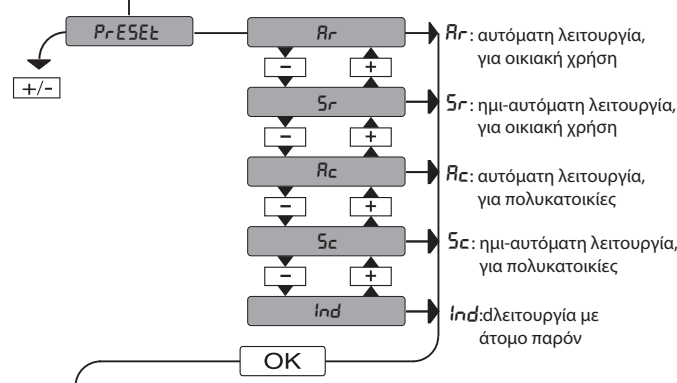 PrESEt
Ar
Ar: αυτόματη λειτουργία,
για οικιακή χρήση
+/-
- +
Sr
Sr: ημι-αυτόματη λειτουργία,
για οικιακή χρήση
- +
Ac
Ac: αυτόματη λειτουργία,
για πολυκατοικίες
- +
Sc
Sc: ημι-αυτόματη λειτουργία,
για πολυκατοικίες
- +
Ind
Ind:dλειτουργία με
άτομο παρόν
OK